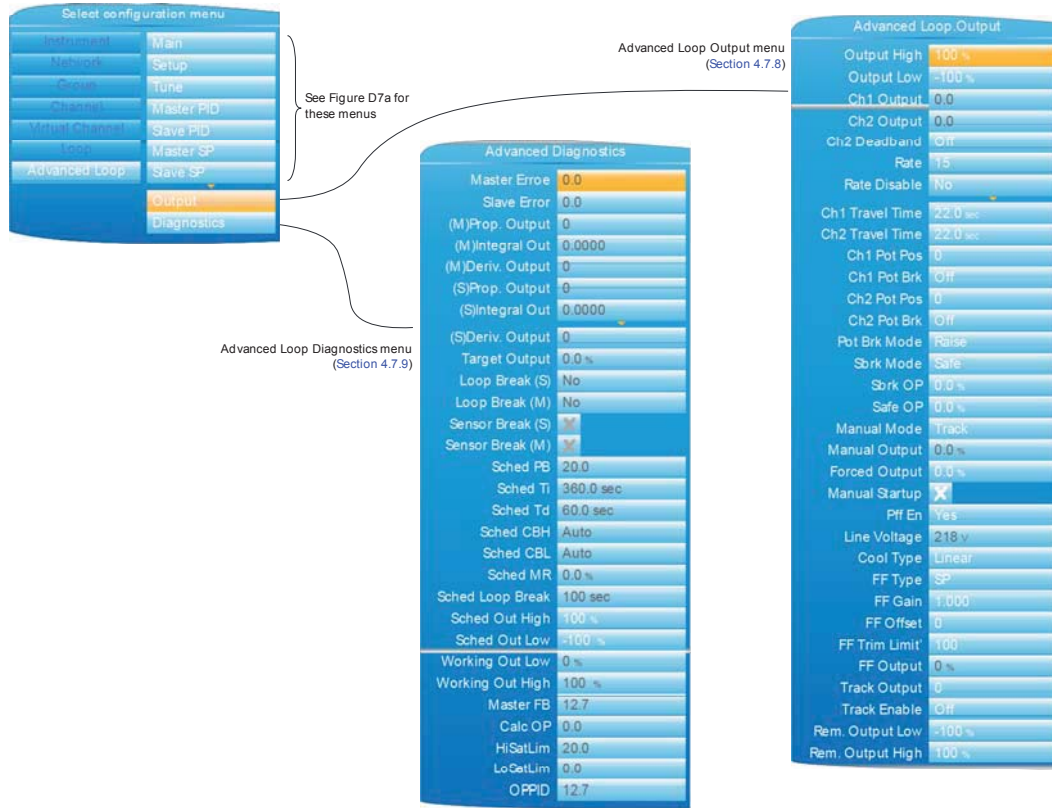 Select configuration menu
Instrument
Network
Group
Channel
Virtual Channel
Loop
Advanced Loop
Main
Setup
Tune
Master PID
Slave PID
Master SP
Slave SP
Output
Diagnostics
See Figure D7a for
these menus
Advanced Loop Output menu
(Section 4.7.8)
Advanced Loop Diagnostics menu
(Section 4.7.9)
Advanced Diagnostics
Master Erroe 0.0
Slave Error 0.0
(M)Prop. Output 0
(M)Integral Out 0.0000
(M)Deriv. Output 0
(S)Prop. Output 0
(S)Integral Out 0.0000
(S)Deriv. Output 0
Target Output 0.0 %
Loop Break (S) No
Loop Break (M) No
Sensor Break (S)
Sensor Break (M)
Sched PB 20.0
Sched Ti 360.0 sec
Sched Td 60.0 sec
Sched CBH Auto
Sched CBL Auto
Sched MR 0.0 %
Sched Loop Break 100 sec
Sched Out High 100 %
Sched Out Low -100 %
Working Out Low 0 %
Working Out High 100 %
Master FB 12.7
Calc OP 0.0
HiSatLim 20.0
LoSatLim 0.0
OPPID 12.7
Advanced Loop.Output
Output High 100 %
Output Low -100 %
Ch1 Output 0.0
Ch2 Output 0.0
Ch2 Deadband Off
Rate 15
Rate Disable No
Ch1 Travel Time 22.0 sec
Ch2 Travel Time 22.0 sec
Ch1 Pot Pos 0
Ch1 Pot Brk Off
Ch2 Pot Pos 0
Ch2 Pot Brk Off
Pot Brk Mode Raise
Sbrk Mode Safe
Sbrk OP 0.0 %
Safe OP 0.0 %
Manual Mode Track
Manual Output 0.0 %
Forced Output 0.0 %
Manual Startup
Pff En Yes
Line Voltage 218 V
Cool Type Linear
FF Type SP
FF Gain 1.000
FF Offset 0
FF Trim Limit' 100
FF Output 0 %
Track Output 0
Track Enable Off
Rem. Output Low -100 %
Rem. Output High 100 %